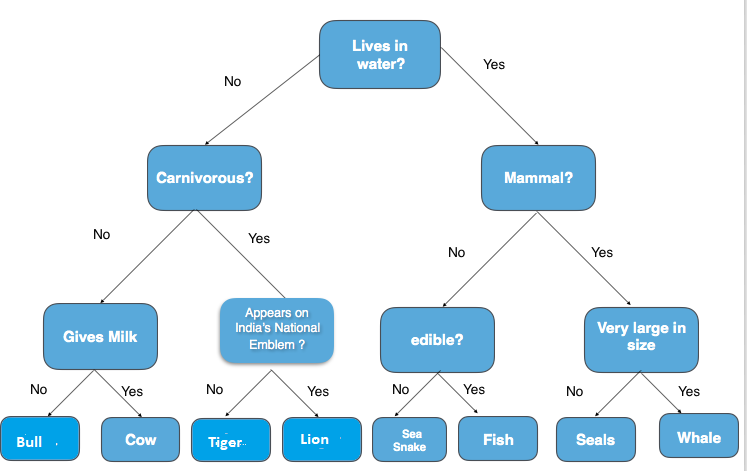 Lives in
water?
No
Yes
Carnivorous?
Mammal?
No
Yes
No
Yes
Gives Milk
Appears on
India's National
Emblem ?
edible?
Very large in
size
No
Yes
No
Yes
No
Yes
No
Yes
Bull
Cow
Tiger
Lion
Sea
Snake
Fish
Seals
Whale